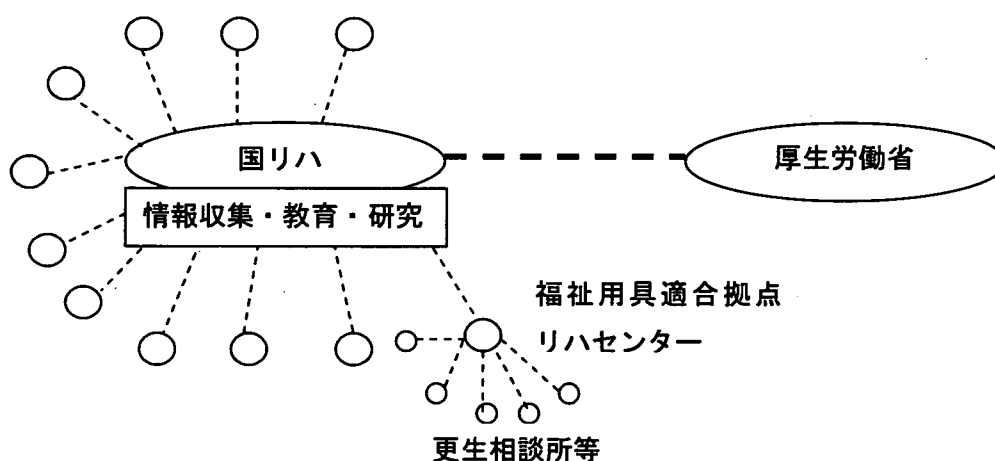 国リハ
厚生労働省
情報収集・教育・研究
福祉用具適合拠点
リハセンター
更生相談所等